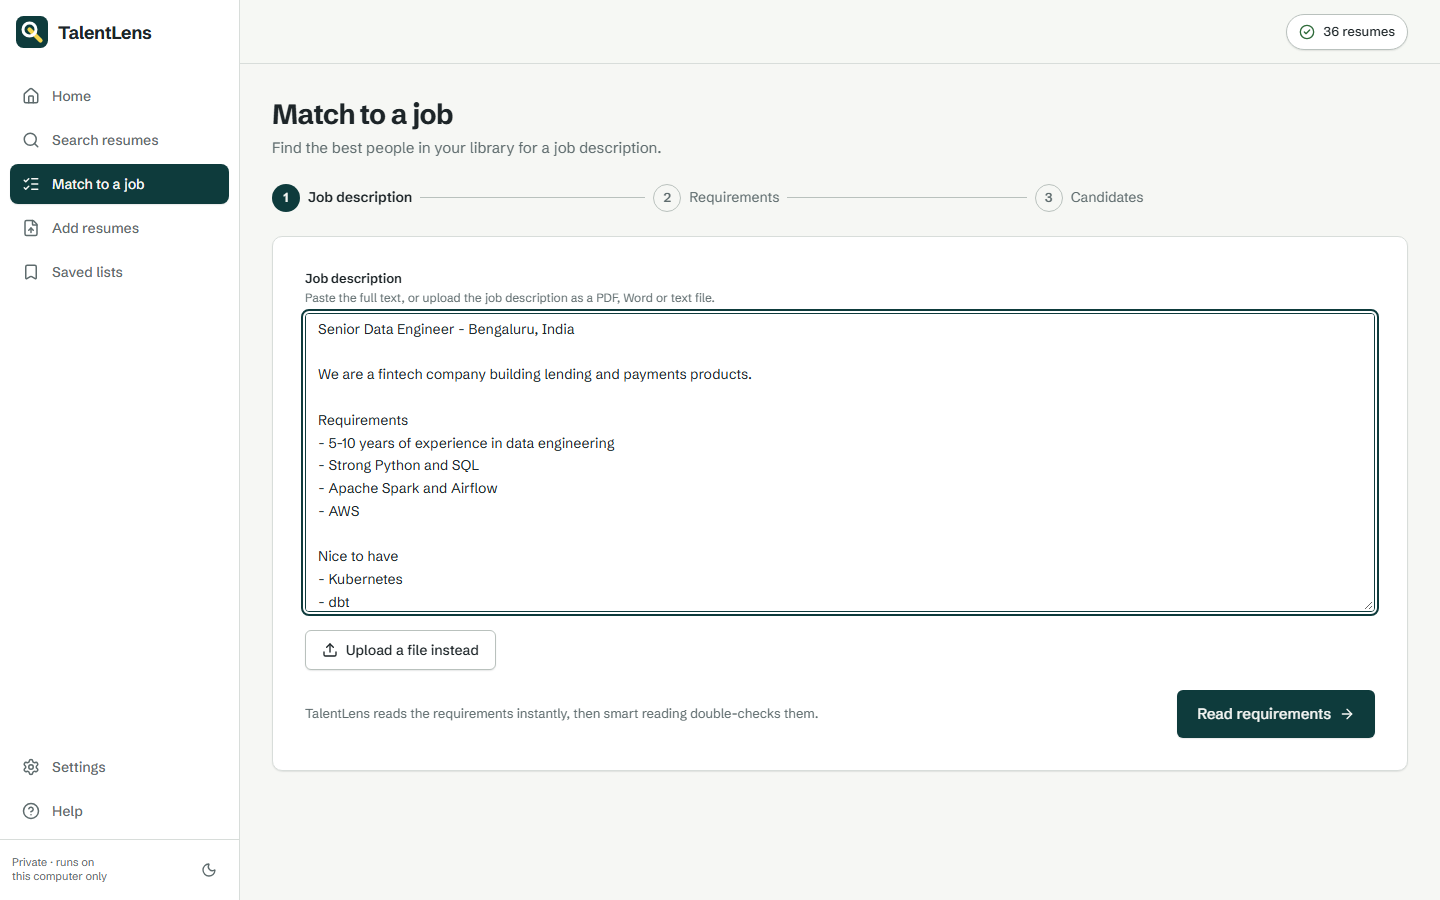 TalentLens
36 resumes
Home
Search resumes
Match to a job
Add resumes
Saved lists
Settings
Help
Private · runs on
this computer only
Match to a job
Find the best people in your library for a job description.
1 Job description
2 Requirements
3 Candidates
Job description
Paste the full text, or upload the job description as a PDF, Word or text file.
Senior Data Engineer - Bengaluru, India
We are a fintech company building lending and payments products.
Requirements
- 5-10 years of experience in data engineering
- Strong Python and SQL
- Apache Spark and Airflow
- AWS
Nice to have
- Kubernetes
- dbt
Upload a file instead
TalentLens reads the requirements instantly, then smart reading double-checks them.
Read requirements →